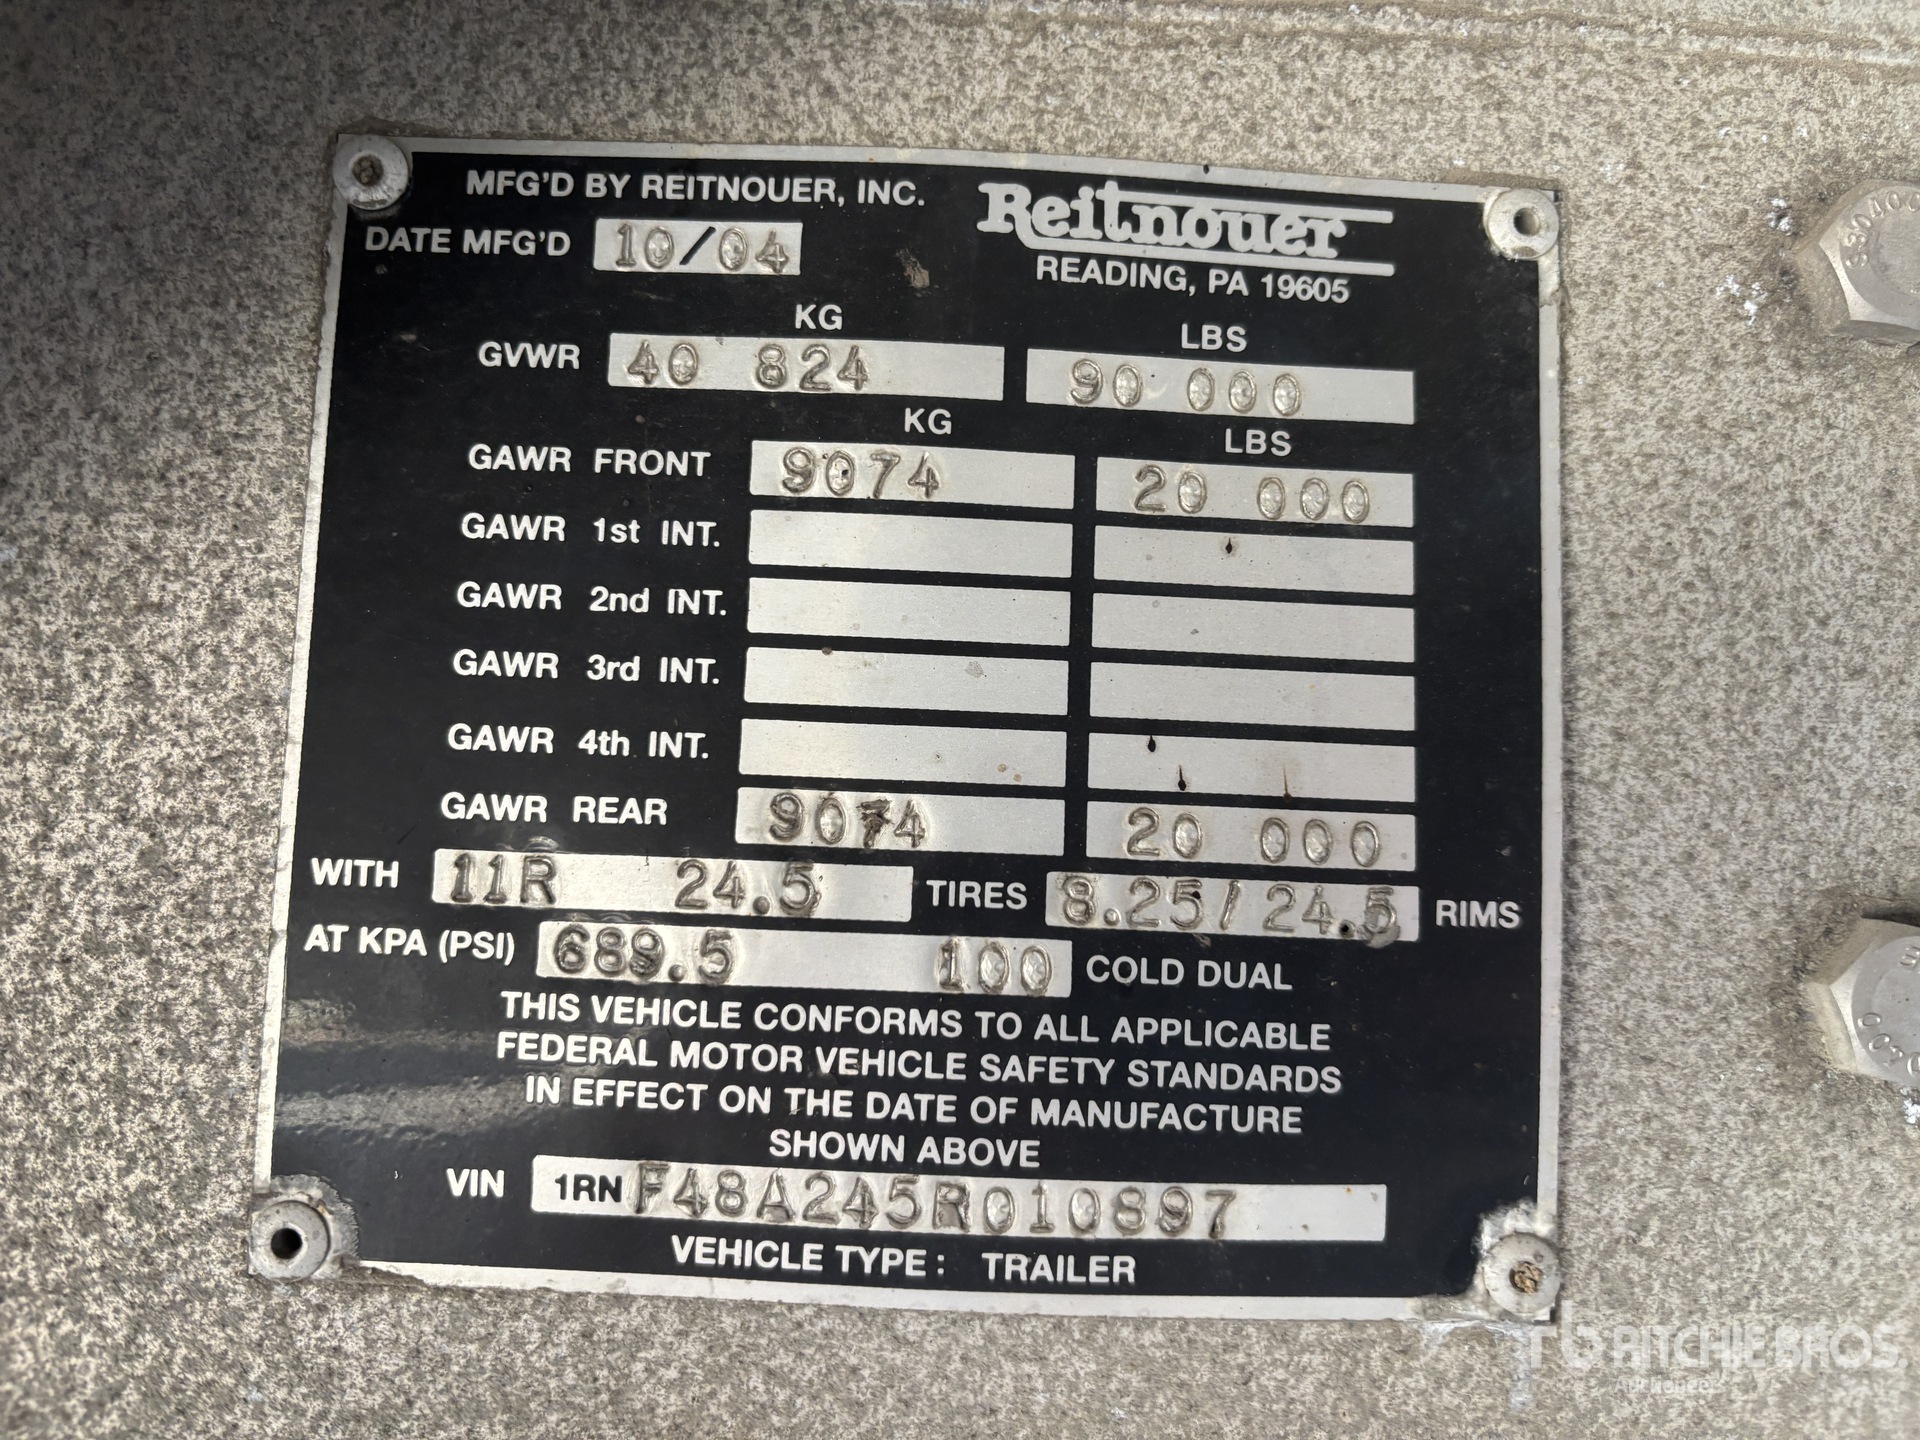 MFG'D BY REITNOUER, INC.
Reitnouer
DATE MFG'D 10/04
READING, PA 19605
KG LBS
GVWR 40 824 90 000
KG LBS
GAWR FRONT 9074 20 000
GAWR 1st INT.
GAWR 2nd INT.
GAWR 3rd INT.
GAWR 4th INT.
GAWR REAR 9074 20 000
WITH 11R 24.5 TIRES 8.25/24.5 RIMS
AT KPA (PSI) 689.5 100 COLD DUAL
THIS VEHICLE CONFORMS TO ALL APPLICABLE
FEDERAL MOTOR VEHICLE SAFETY STANDARDS
IN EFFECT ON THE DATE OF MANUFACTURE
SHOWN ABOVE
VIN 1RNF48A245R010897
VEHICLE TYPE: TRAILER
rb RITCHIE BROS.
Auctioneers